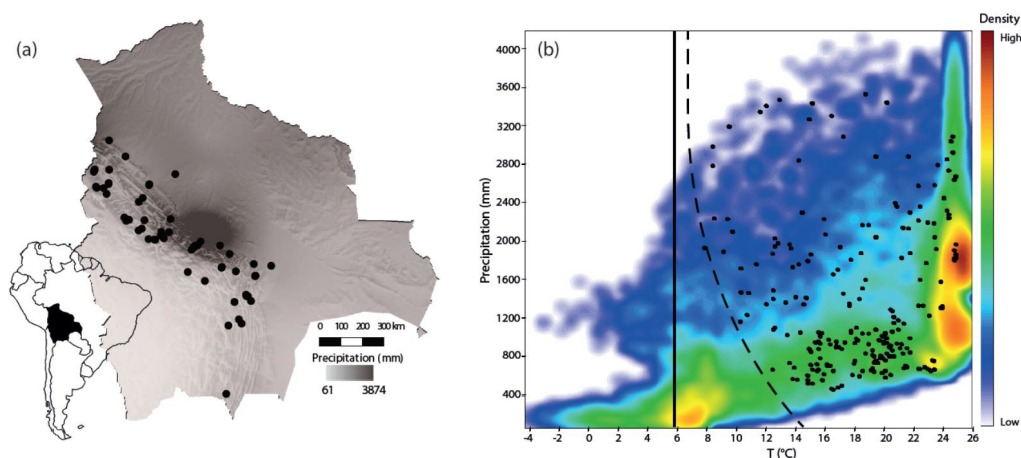 (a)
0 100 200 300 km
Precipitation (mm)
61 3874
(b)
Precipitation (mm)
4000
3600
3200
2800
2400
2000
1600
1200
800
400
-4 -2 0 2 4 6 8 10 12 14 16 18 20 22 24 26
T (°C)
Density
High
Low